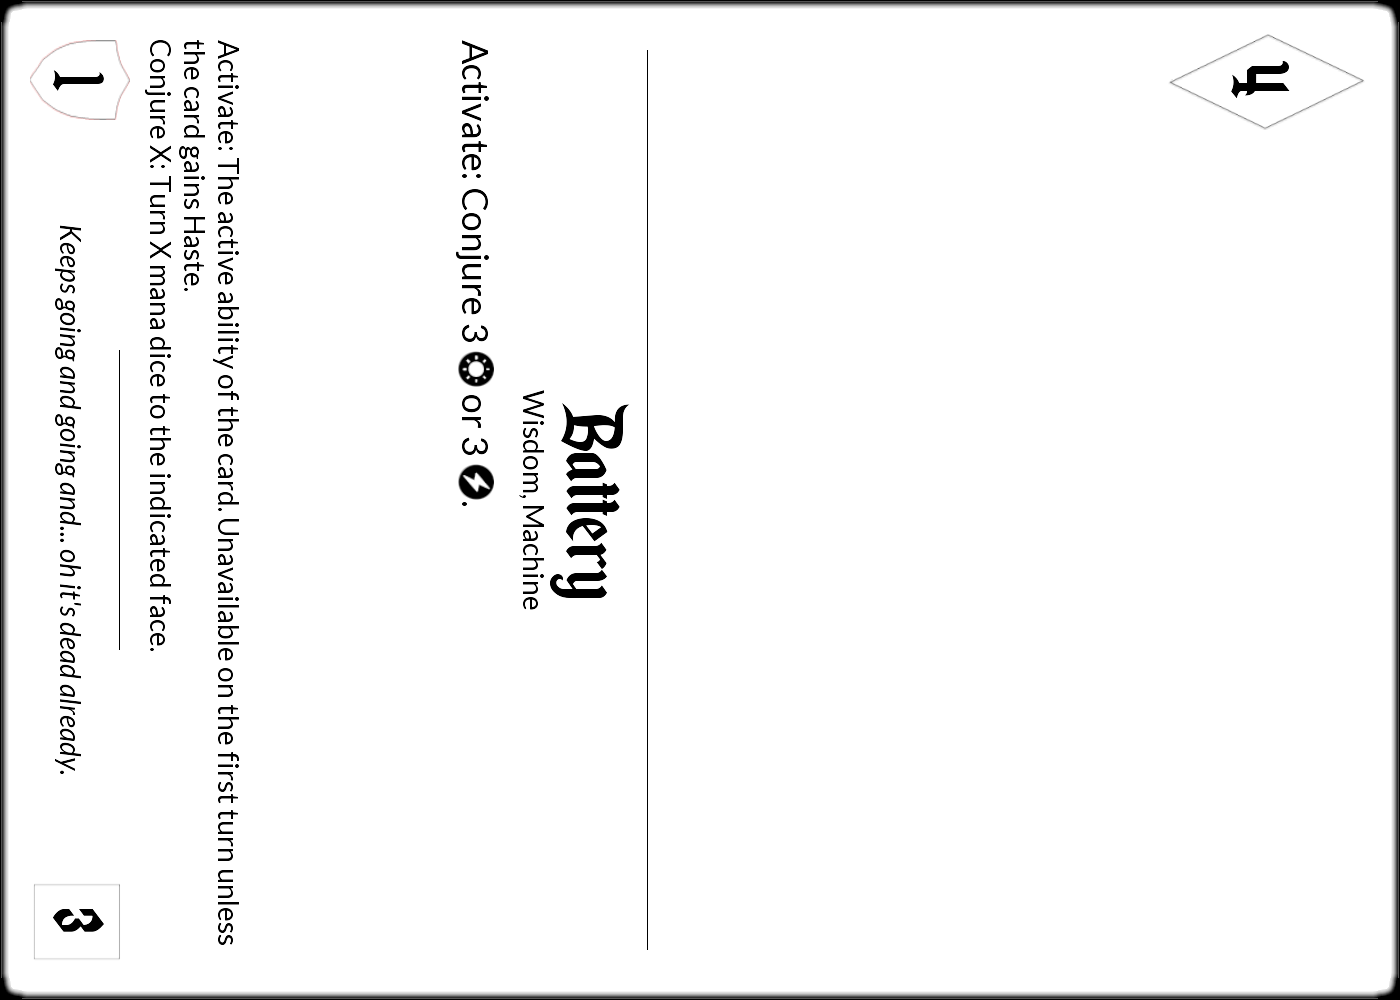 4
Battery
Wisdom, Machine
Activate: Conjure 3 or 3 .
Activate: The active ability of the card. Unavailable on the first turn unless
the card gains Haste.
Conjure X: Turn X mana dice to the indicated face.
Keeps going and going and... oh it's dead already.
1
3